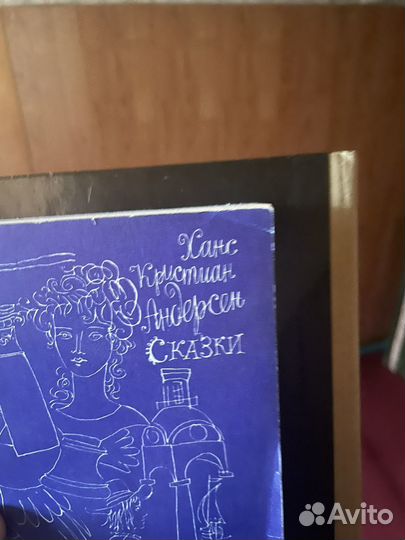 Ханс
Кристиан
Андерсен
Сказки
Avito